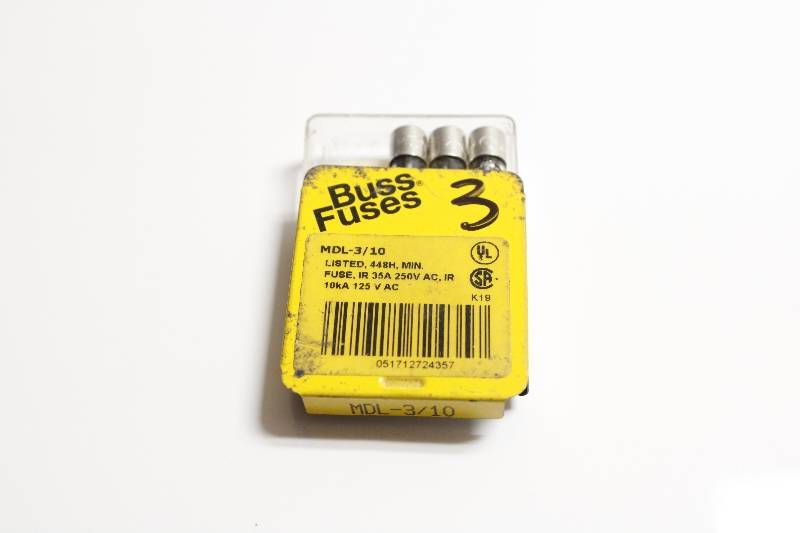 Buss®
Fuses
3
MDL-3/10
LISTED, 448H, MIN.
FUSE, IR 35A 250V AC, IR
10kA 125 V AC
UL
SA
K19
051712724357
MDL-3/10